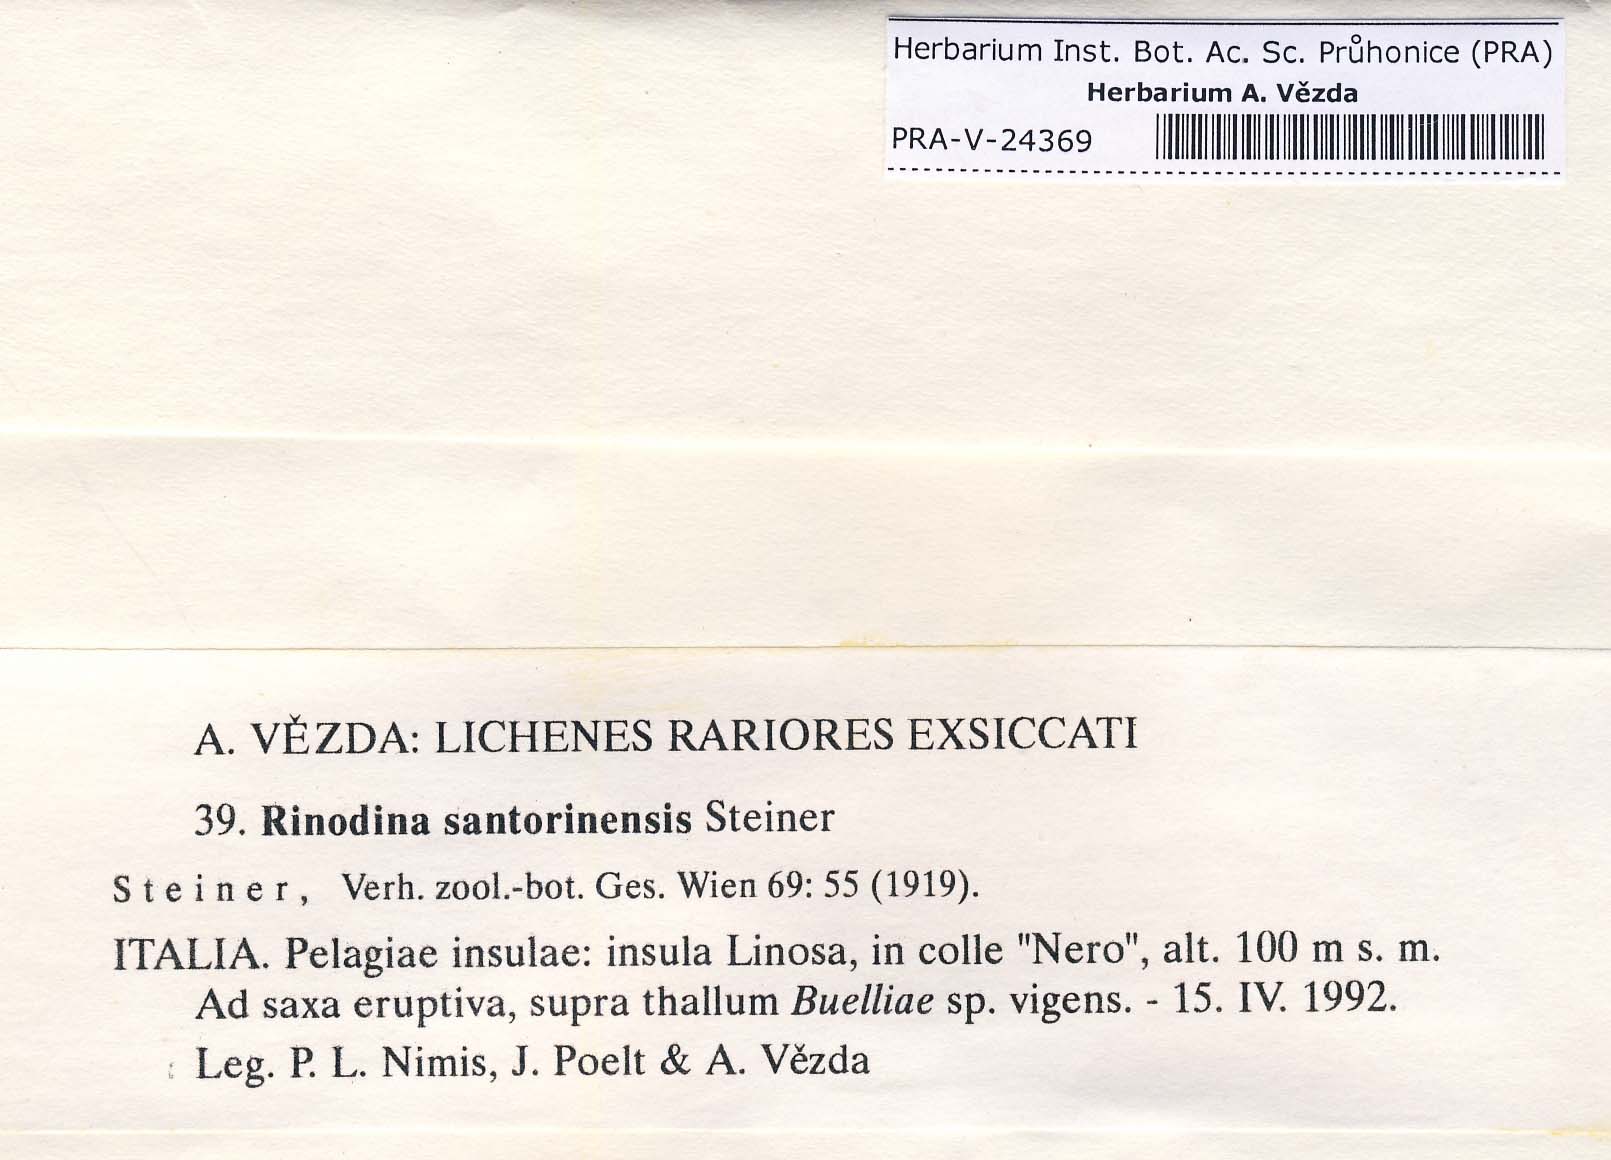 Herbarium Inst. Bot. Ac. Sc. Průhonice (PRA)
Herbarium A. Vězda
PRA-V-24369
A. VĚZDA: LICHENES RARIORES EXSICCATI
39. Rinodina santorinensis Steiner
Steiner, Verh. zool.-bot. Ges. Wien 69: 55 (1919).
ITALIA. Pelagiae insulae: insula Linosa, in colle "Nero", alt. 100 m s. m.
Ad saxa eruptiva, supra thallum Buelliae sp. vigens. - 15. IV. 1992.
Leg. P. L. Nimis, J. Poelt & A. Vězda